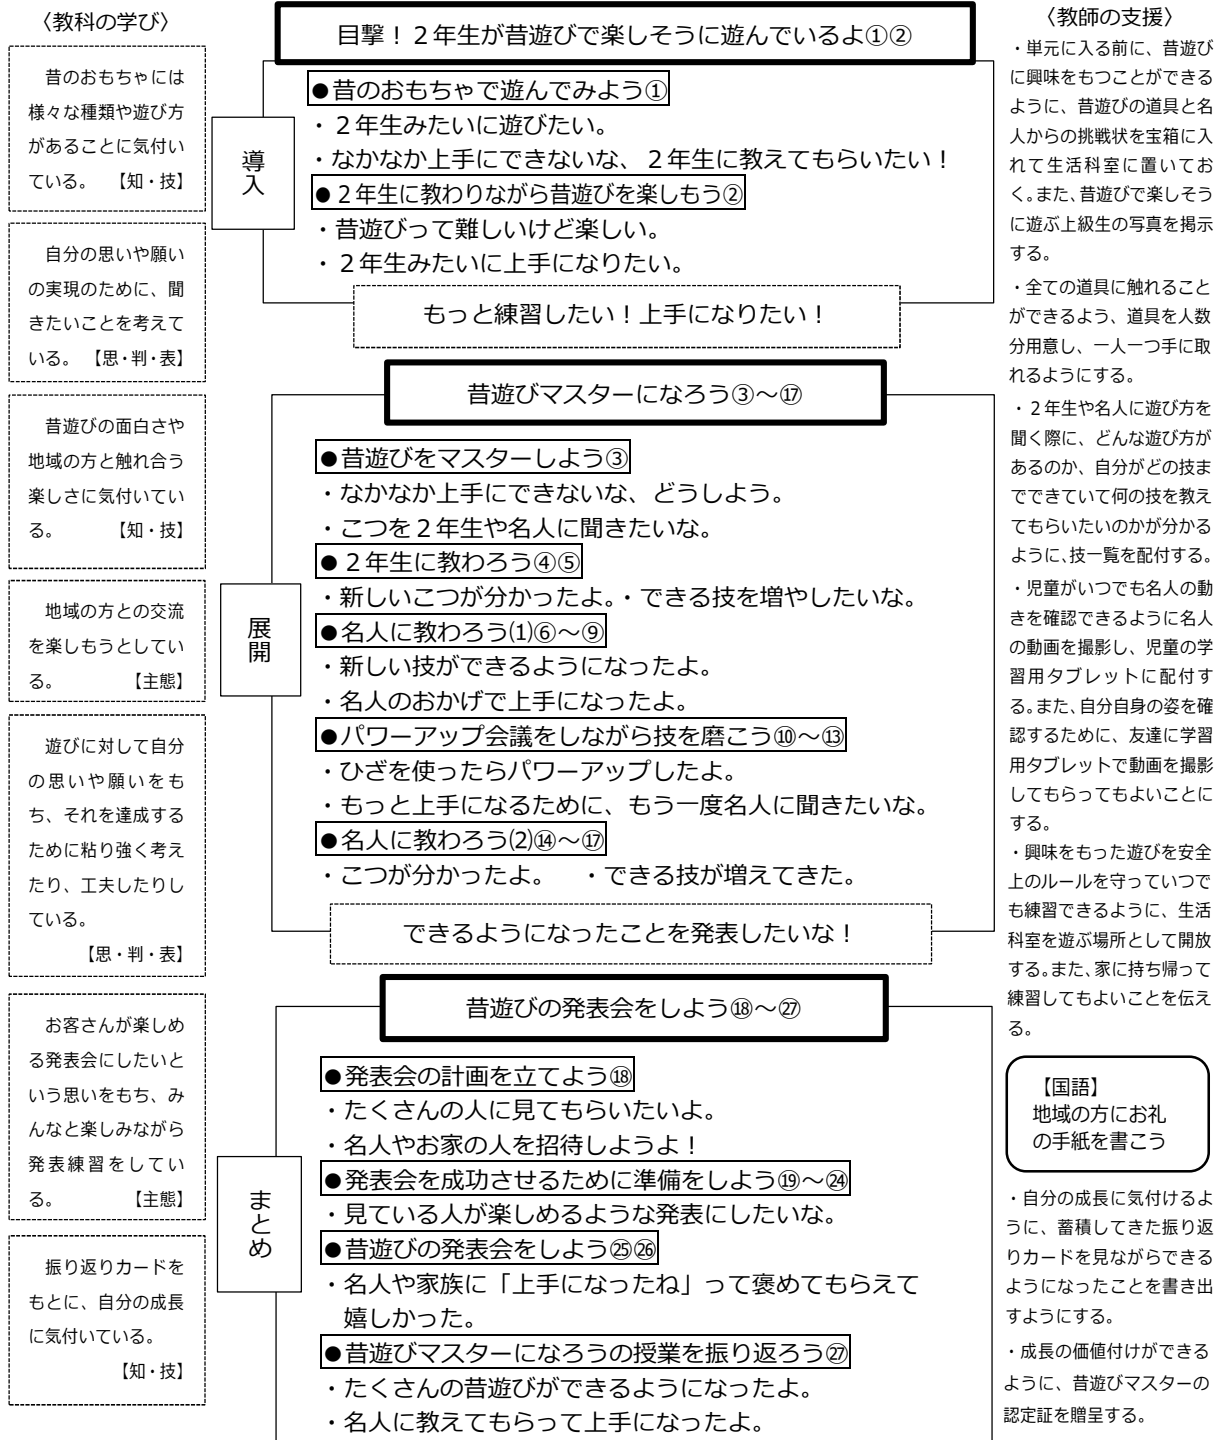 〈教科の学び〉
昔のおもちゃには
様々な種類や遊び方
があることに気付い
ている。　【知・技】
自分の思いや願い
の実現のために、聞
きたいことを考えて
いる。　【思・判・表】
昔遊びの面白さや
地域の方と触れ合う
楽しさに気付いてい
る。　【知・技】
地域の方との交流
を楽しもうとしてい
る。　【主態】
遊びに対して自分
の思いや願いをも
ち、それを達成する
ために粘り強く考え
たり、工夫したりし
ている。
【思・判・表】
お客さんが楽しめ
る発表会にしたいと
いう思いをもち、み
んなと楽しみながら
発表練習をしてい
る。　【主態】
振り返りカードを
もとに、自分の成長
に気付いている。
【知・技】
目撃！２年生が昔遊びで楽しそうに遊んでいるよ①②
導入
●昔のおもちゃで遊んでみよう①
・２年生みたいに遊びたい。
・なかなか上手にできないな、２年生に教えてもらいたい！
●２年生に教わりながら昔遊びを楽しもう②
・昔遊びって難しいけど楽しい。
・２年生みたいに上手になりたい。
もっと練習したい！上手になりたい！
昔遊びマスターになろう③～⑰
展開
●昔遊びをマスターしよう③
・なかなか上手にできないな、どうしよう。
・こつを２年生や名人に聞きたいな。
●２年生に教わろう④⑤
・新しいこつが分かったよ。・できる技を増やしたいな。
●名人に教わろう⑴⑥～⑨
・新しい技ができるようになったよ。
・名人のおかげで上手になったよ。
●パワーアップ会議をしながら技を磨こう⑩～⑬
・ひざを使ったらパワーアップしたよ。
・もっと上手になるために、もう一度名人に聞きたいな。
●名人に教わろう⑵⑭～⑰
・こつが分かったよ。　・できる技が増えてきた。
できるようになったことを発表したいな！
昔遊びの発表会をしよう⑱～㉗
まとめ
●発表会の計画を立てよう⑱
・たくさんの人に見てもらいたいよ。
・名人やお家の人を招待しようよ！
●発表会を成功させるために準備をしよう⑲～㉔
・見ている人が楽しめるような発表にしたいな。
●昔遊びの発表会をしよう㉕㉖
・名人や家族に「上手になったね」って褒めてもらえて
嬉しかった。
●昔遊びマスターになろうの授業を振り返ろう㉗
・たくさんの昔遊びができるようになったよ。
・名人に教えてもらって上手になったよ。
〈教師の支援〉
・単元に入る前に、昔遊び
に興味をもつことができる
ように、昔遊びの道具と名
人からの挑戦状を宝箱に入
れて生活科室に置いてお
く。また、昔遊びで楽しそう
に遊ぶ上級生の写真を掲示
する。
・全ての道具に触れること
ができるよう、道具を人数
分用意し、一人一つ手に取
れるようにする。
・２年生や名人に遊び方を
聞く際に、どんな遊び方が
あるのか、自分がどの技ま
でできていて何の技を教え
てもらいたいのかが分かる
ように、技一覧を配付する。
・児童がいつでも名人の動
きを確認できるように名人
の動画を撮影し、児童の学
習用タブレットに配付す
る。また、自分自身の姿を確
認するために、友達に学習
用タブレットで動画を撮影
してもらってもよいことに
する。
・興味をもった遊びを安全
上のルールを守っていつで
も練習できるように、生活
科室を遊ぶ場所として開放
する。また、家に持ち帰って
練習してもよいことを伝え
る。
【国語】
地域の方にお礼
の手紙を書こう
・自分の成長に気付けるよ
うに、蓄積してきた振り返
りカードを見ながらできる
ようになったことを書き出
すようにする。
・成長の価値付けができる
ように、昔遊びマスターの
認定証を贈呈する。